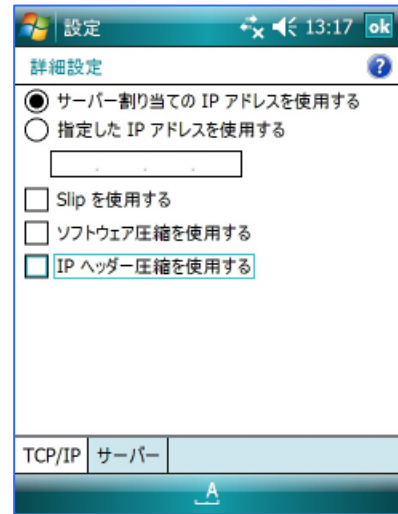 設定 13:17 ok
詳細設定 ?
サーバー割り当ての IP アドレスを使用する
指定した IP アドレスを使用する
. . .
Slip を使用する
ソフトウェア圧縮を使用する
IP ヘッダー圧縮を使用する
TCP/IP サーバー
A